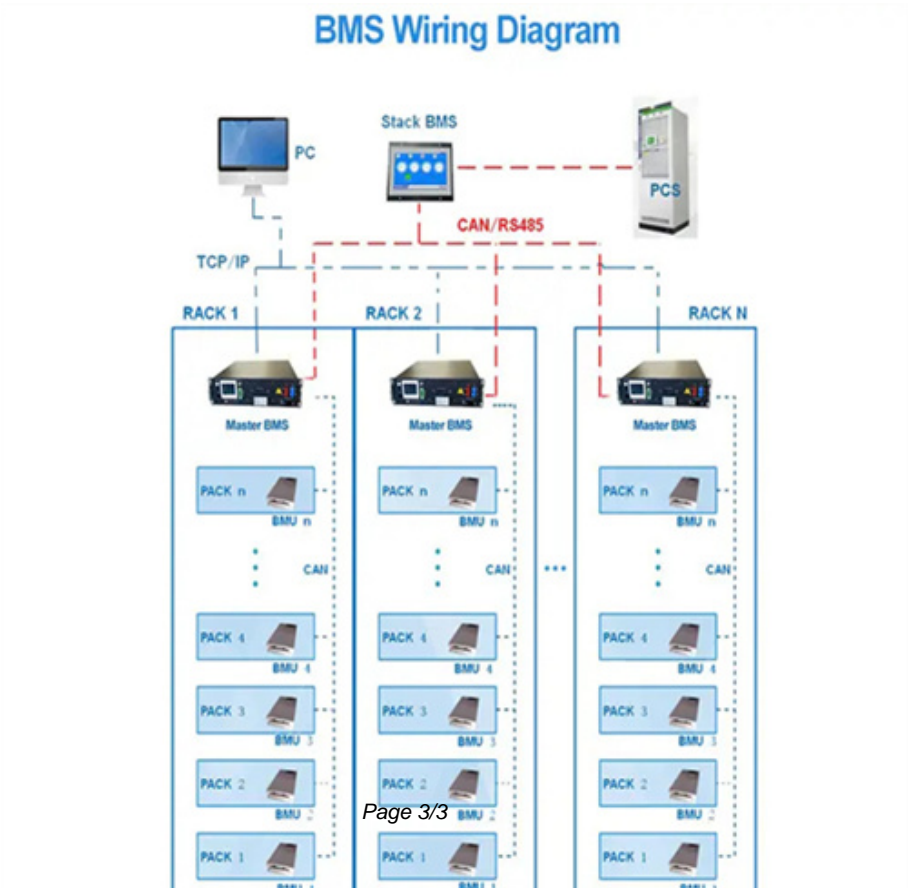 BMS Wiring Diagram
Stack BMS
PC
PCS
CAN/RS485
TCP/IP
RACK 1
RACK 2
RACK N
Master BMS
Master BMS
Master BMS
PACK n
BMU n
PACK n
BMU n
PACK n
BMU n
CAN
CAN
CAN
PACK 4
BMU 4
PACK 4
BMU 4
PACK 4
BMU 4
PACK 3
BMU 3
PACK 3
BMU 3
PACK 3
BMU 3
PACK 2
BMU 2
PACK 2
BMU 2
PACK 2
BMU 2
Page 3/3
PACK 1
PACK 1
PACK 1